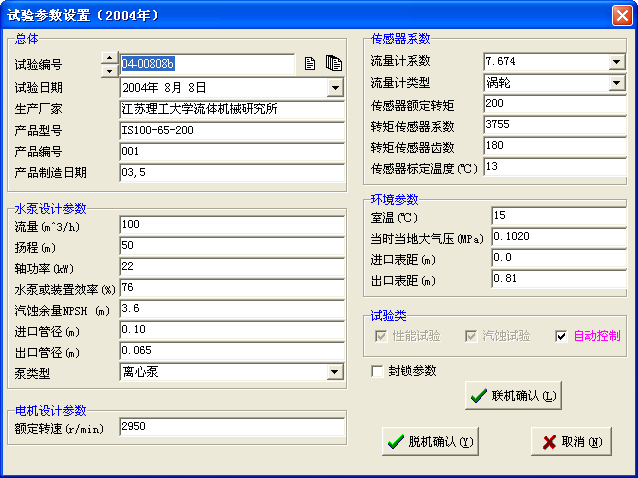 试验参数设置（2004年）
总体
试验编号 04-00808b
试验日期 2004年 8月 8日
生产厂家 江苏理工大学流体机械研究所
产品型号 IS100-65-200
产品编号 001
产品制造日期 03,5
水泵设计参数
流量(m^3/h) 100
扬程(m) 50
轴功率(kW) 22
水泵或装置效率(%) 76
汽蚀余量NPSH (m) 3.6
进口管径(m) 0.10
出口管径(m) 0.065
泵类型 离心泵
电机设计参数
额定转速(r/min) 2950
传感器系数
流量计系数 7.674
流量计类型 涡轮
传感器额定转矩 200
转矩传感器系数 3755
转矩传感器齿数 180
传感器标定温度(℃) 13
环境参数
室温(℃) 15
当时当地大气压(MPa) 0.1020
进口表距(m) 0.0
出口表距(m) 0.81
试验类
性能试验 汽蚀试验 自动控制
封锁参数
联机确认(L)
脱机确认(Y) 取消(N)